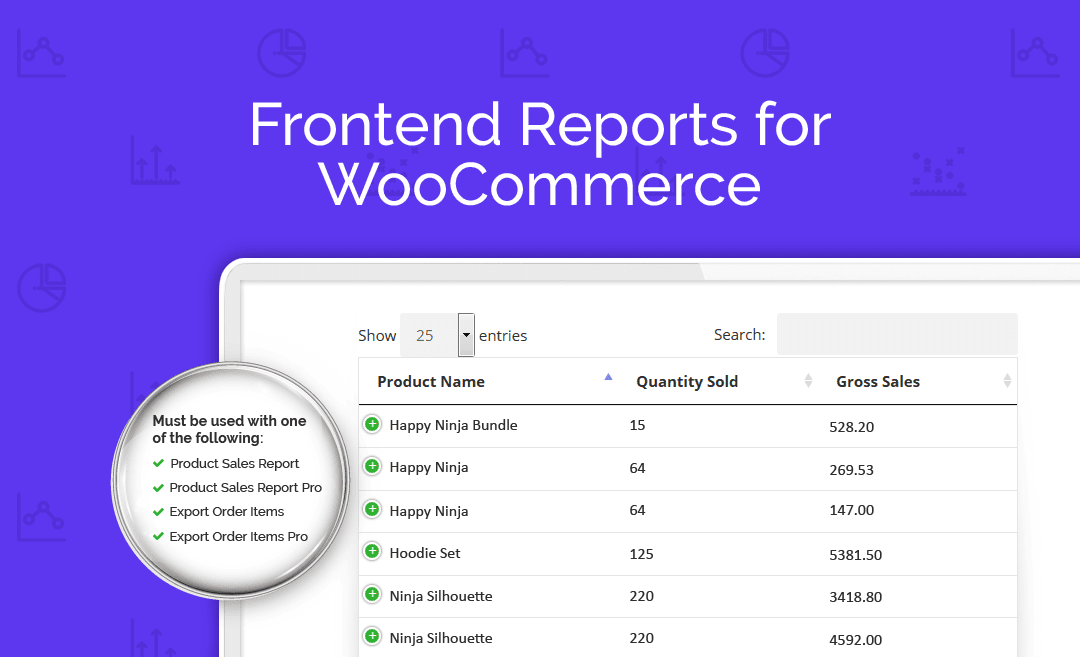 Frontend Reports for
WooCommerce
Show 25 entries
Search:
Product Name Quantity Sold Gross Sales
Happy Ninja Bundle 15 528.20
Happy Ninja 64 269.53
Happy Ninja 64 147.00
Hoodie Set 125 5381.50
Ninja Silhouette 220 3418.80
Ninja Silhouette 220 4592.00
Must be used with one
of the following:
Product Sales Report
Product Sales Report Pro
Export Order Items
Export Order Items Pro